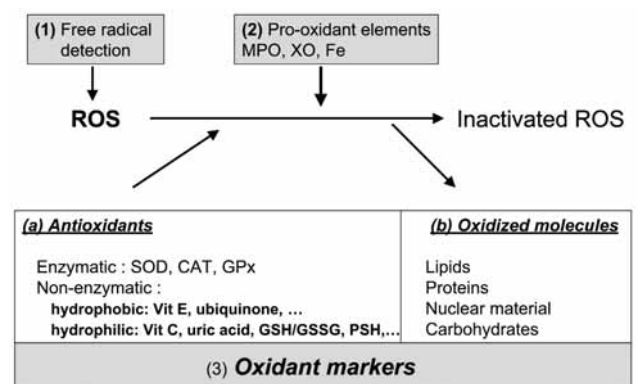 (1) Free radical
detection
(2) Pro-oxidant elements
MPO, XO, Fe
ROS
Inactivated ROS
(a) Antioxidants
Enzymatic : SOD, CAT, GPx
Non-enzymatic :
hydrophobic: Vit E, ubiquinone, ...
hydrophilic: Vit C, uric acid, GSH/GSSG, PSH,...
(b) Oxidized molecules
Lipids
Proteins
Nuclear material
Carbohydrates
(3) Oxidant markers